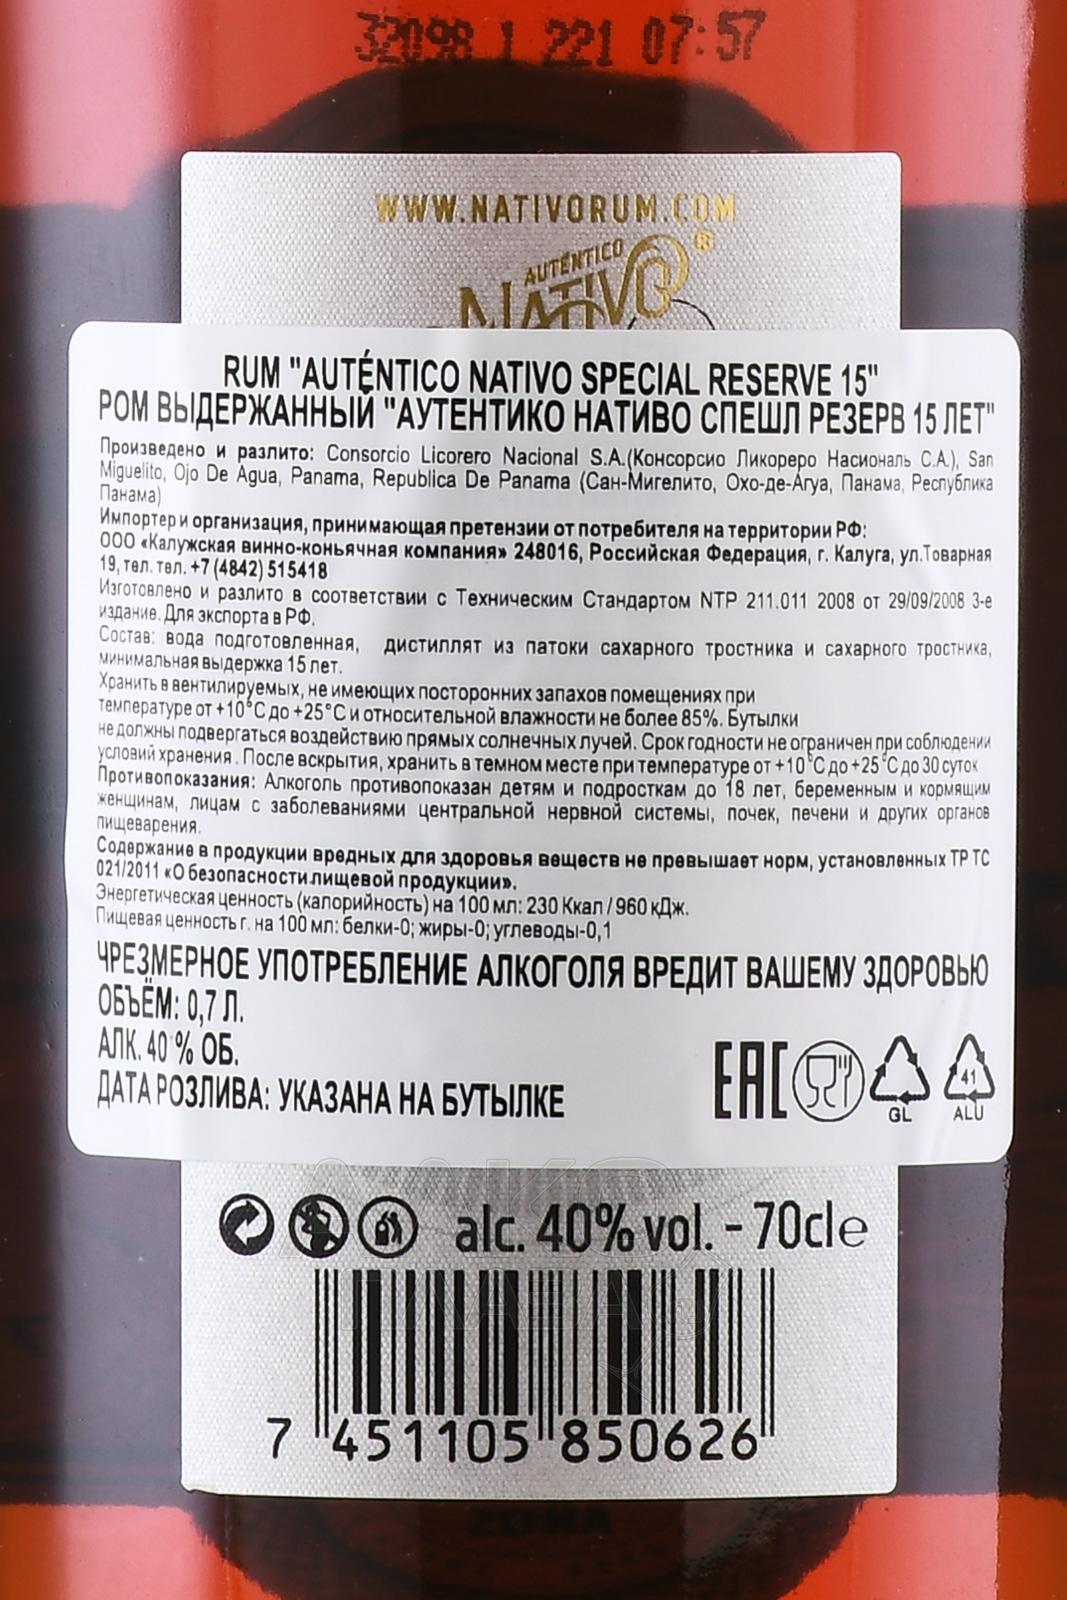 32098 1 221 07:57
WWW.NATIVORUM.COM
AUTÉNTICO
NATIVO®
RUM "AUTÉNTICO NATIVO SPECIAL RESERVE 15"
РОМ ВЫДЕРЖАННЫЙ "АУТЕНТИКО НАТИВО СПЕШЛ РЕЗЕРВ 15 ЛЕТ"
Произведено и разлито: Consorcio Licorero Nacional S.A.(Консорсио Ликореро Насиональ С.А.), San
Miguelito, Ojo De Agua, Panama, Republica De Panama (Сан-Мигелито, Охо-де-Агуа, Панама, Республика
Панама)
Импортер и организация, принимающая претензии от потребителя на территории РФ:
ООО «Калужская винно-коньячная компания» 248016, Российская Федерация, г. Калуга, ул.Товарная
19, тел. тел. +7 (4842) 515418
Изготовлено и разлито в соответствии с Техническим Стандартом NTP 211.011 2008 от 29/09/2008 3-е
издание. Для экспорта в РФ.
Состав: вода подготовленная, дистиллят из патоки сахарного тростника и сахарного тростника,
минимальная выдержка 15 лет.
Хранить в вентилируемых, не имеющих посторонних запахов помещениях при
температуре от +10°С до +25°С и относительной влажности не более 85%. Бутылки
не должны подвергаться воздействию прямых солнечных лучей. Срок годности не ограничен при соблюдении
условий хранения . После вскрытия, хранить в темном месте при температуре от +10°С до +25°С до 30 суток
Противопоказания: Алкоголь противопоказан детям и подросткам до 18 лет, беременным и кормящим
женщинам, лицам с заболеваниями центральной нервной системы, почек, печени и других органов
пищеварения.
Содержание в продукции вредных для здоровья веществ не превышает норм, установленных ТР ТС
021/2011 «О безопасности пищевой продукции».
Энергетическая ценность (калорийность) на 100 мл: 230 Ккал / 960 кДж.
Пищевая ценность г. на 100 мл: белки-0; жиры-0; углеводы-0,1
ЧРЕЗМЕРНОЕ УПОТРЕБЛЕНИЕ АЛКОГОЛЯ ВРЕДИТ ВАШЕМУ ЗДОРОВЬЮ
ОБЪЁМ: 0,7 Л.
АЛК. 40 % ОБ.
ДАТА РОЗЛИВА: УКАЗАНА НА БУТЫЛКЕ
EAC
GL
41
ALU
alc. 40% vol. - 70cl e
7 451105 850626